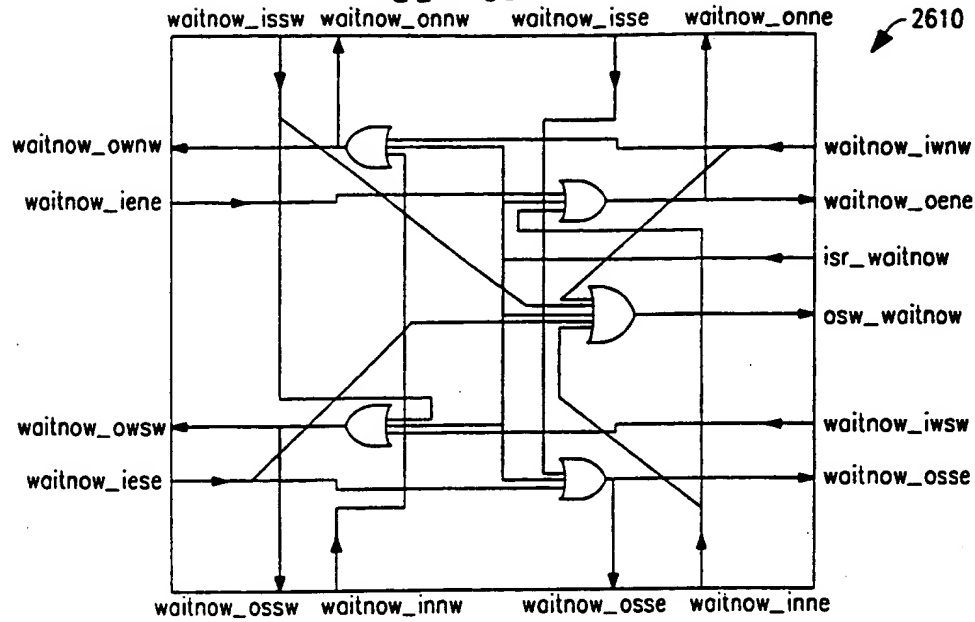 waitnow_issw waitnow_onnw waitnow_isse waitnow_onne
2610
waitnow_ownw
waitnow_iwnw
waitnow_iene
waitnow_oene
isr_waitnow
osw_waitnow
waitnow_owsw
waitnow_iwsw
waitnow_iese
waitnow_osse
waitnow_ossw waitnow_innw waitnow_osse waitnow_inne